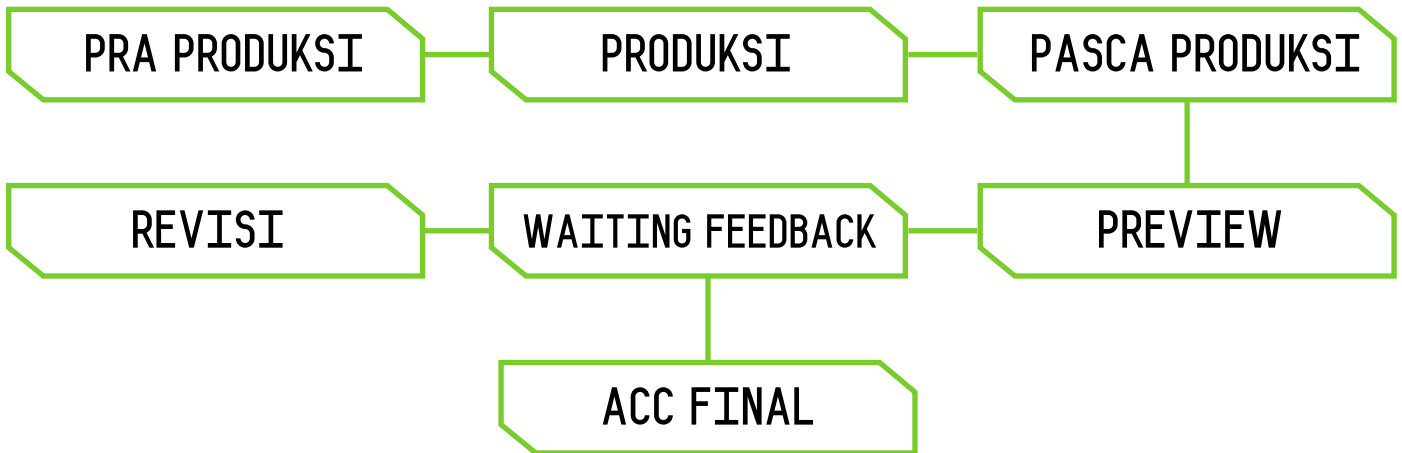 PRA PRODUKSI
PRODUKSI
PASCA PRODUKSI
REVISI
WAITING FEEDBACK
PREVIEW
ACC FINAL